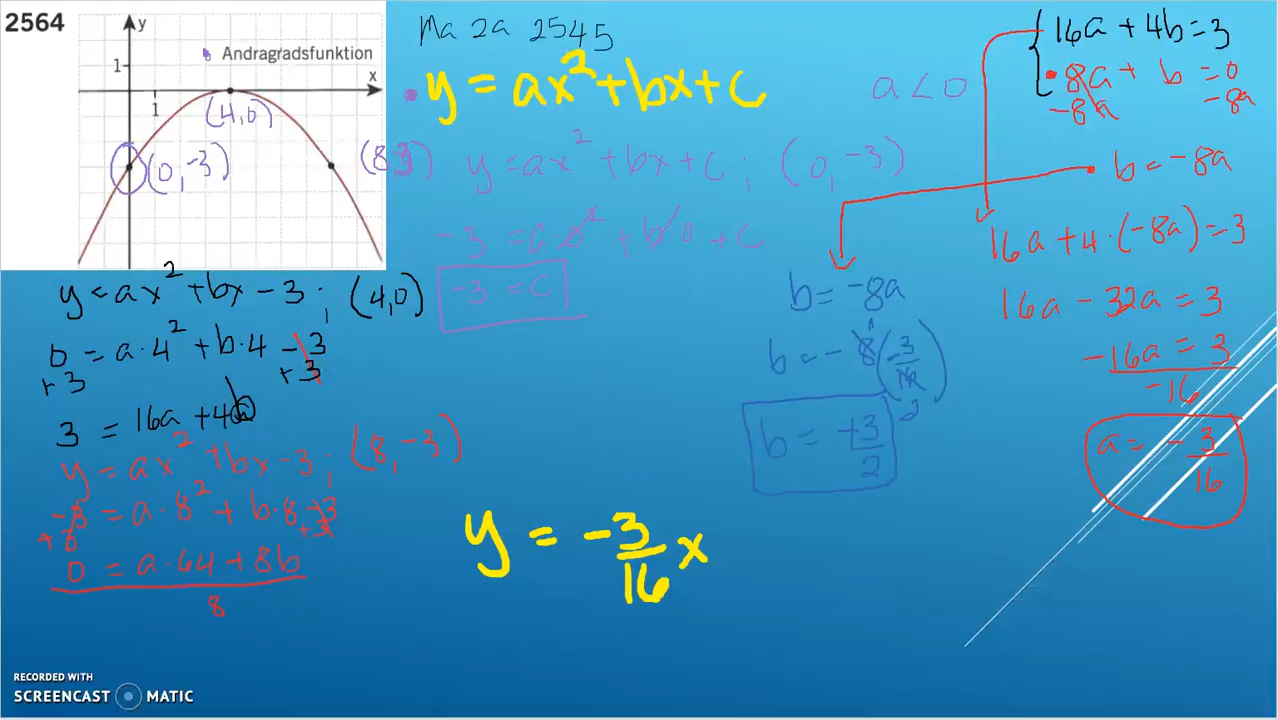 2564
y
Andragradsfunktion
x
1
1
(4,0)
(0,-3)
(8 3)
Ma 2a 2545
y = ax² + bx + c
a < 0
y = ax² + bx + c ; (0,-3)
-3 = a·0² + b·0 + c
-3 = c
y = ax² + bx - 3 ; (4,0)
0 = a·4² + b·4 - 3
+3 +3
3 = 16a + 4b
y = ax² + bx - 3 ; (8,-3)
-3 = a·8² + b·8 - 3
+3 +3
0 = a·64 + 8b
8
16a + 4b = 3
8a + b = 0
-8a -8a
b = -8a
16a + 4·(-8a) = 3
16a - 32a = 3
-16a = 3
-16
a = -3/16
b = -8a
b = -8(-3/16)
2
b = +3/2
y = -3/16 x
RECORDED WITH
SCREENCAST MATIC